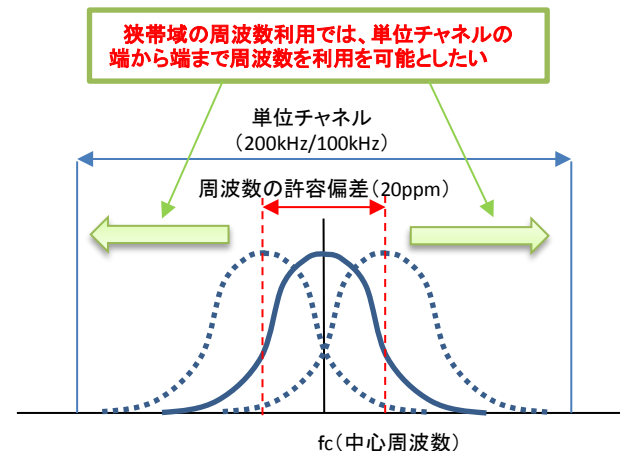 狭帯域の周波数利用では、単位チャネルの
端から端まで周波数を利用を可能としたい
単位チャネル
（200kHz/100kHz）
周波数の許容偏差（20ppm）
fc（中心周波数）